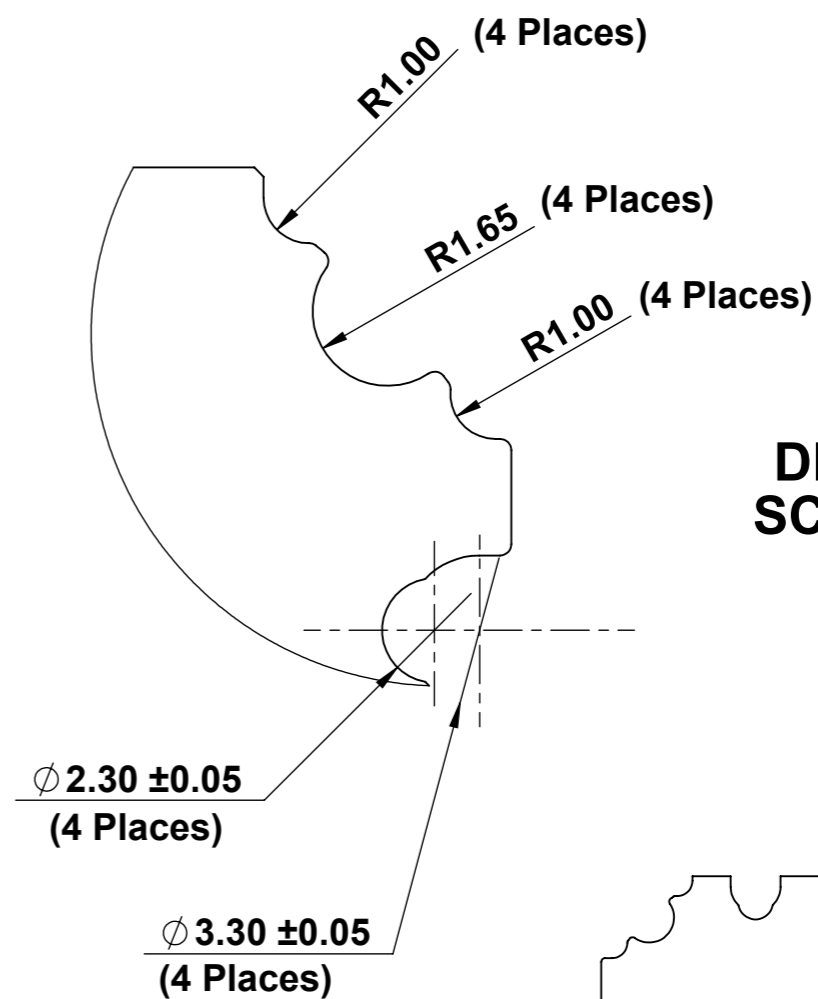 R1.00 (4 Places)
R1.65 (4 Places)
R1.00 (4 Places)
∅2.30 ±0.05
(4 Places)
∅3.30 ±0.05
(4 Places)